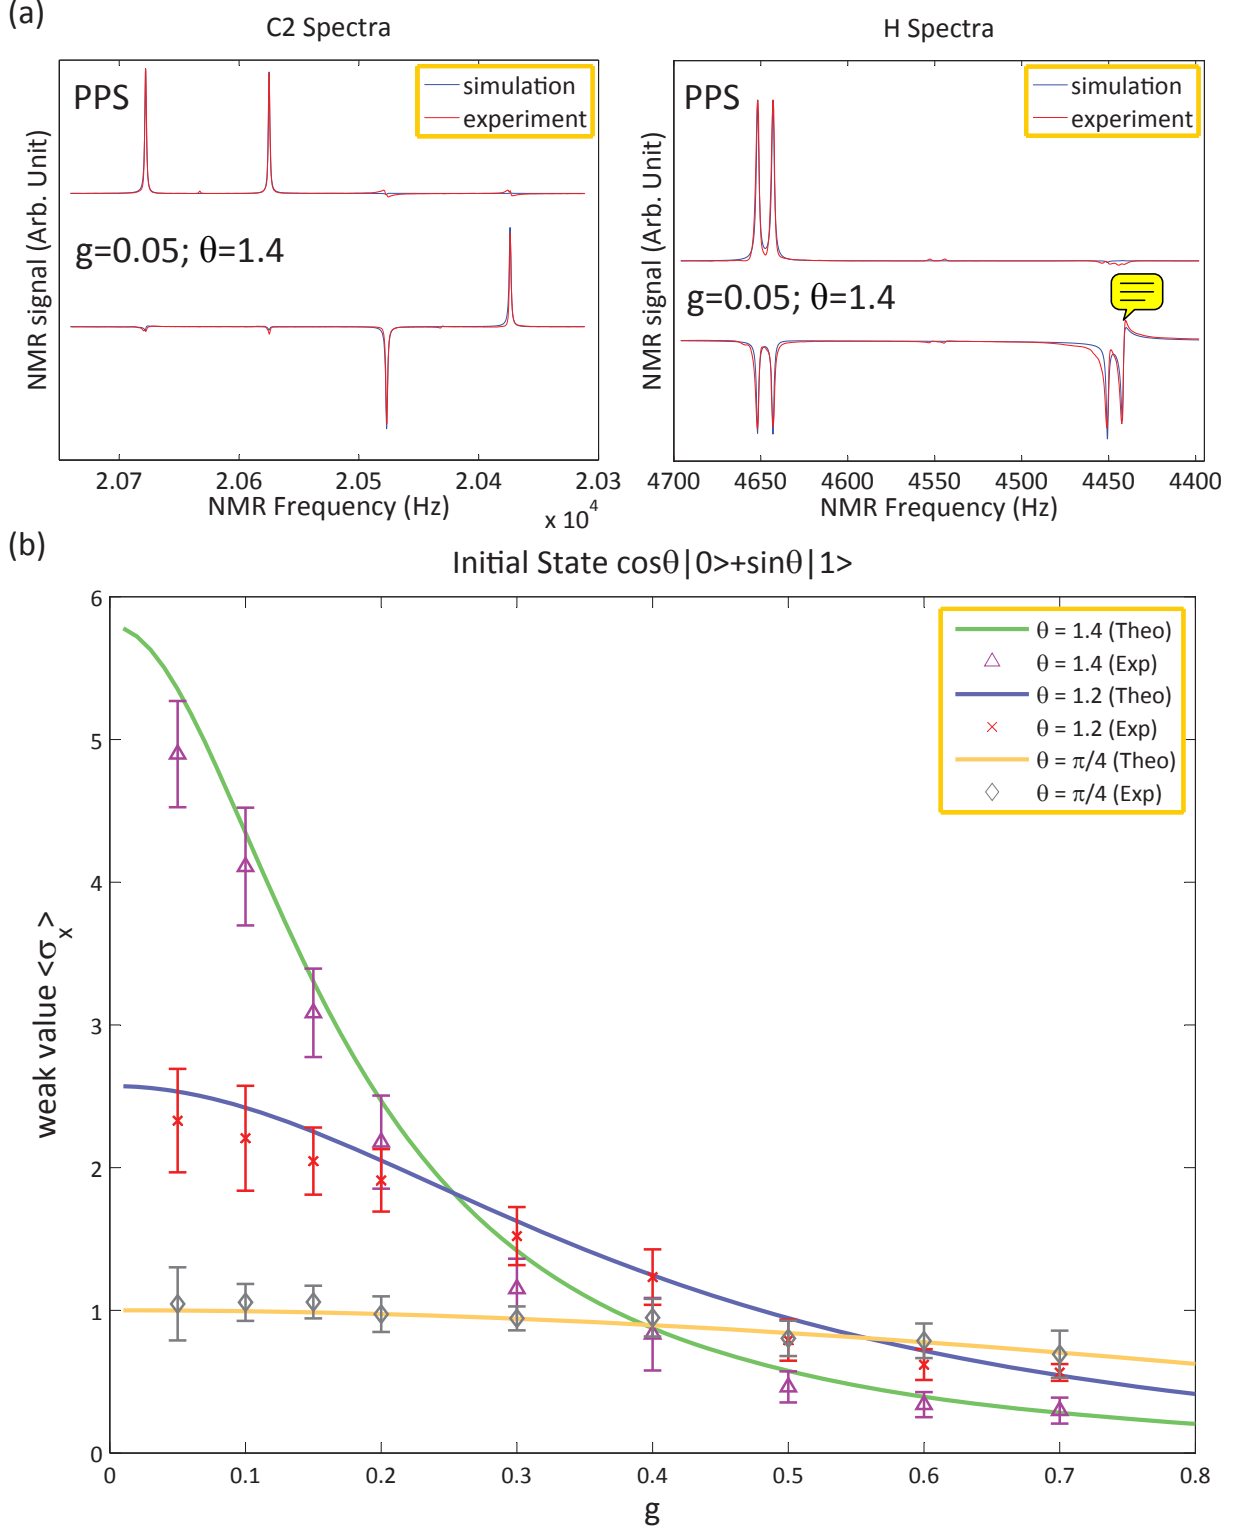 (a)
C2 Spectra
PPS
simulation
experiment
g=0.05; θ=1.4
NMR signal (Arb. Unit)
2.07 2.06 2.05 2.04 2.03
NMR Frequency (Hz)
x 10^4
H Spectra
PPS
simulation
experiment
g=0.05; θ=1.4
NMR signal (Arb. Unit)
4700 4650 4600 4550 4500 4450 4400
NMR Frequency (Hz)
(b)
Initial State cosθ|0>+sinθ|1>
θ = 1.4 (Theo)
θ = 1.4 (Exp)
θ = 1.2 (Theo)
θ = 1.2 (Exp)
θ = π/4 (Theo)
θ = π/4 (Exp)
weak value <σ_x>
6
5
4
3
2
1
0
0 0.1 0.2 0.3 0.4 0.5 0.6 0.7 0.8
g